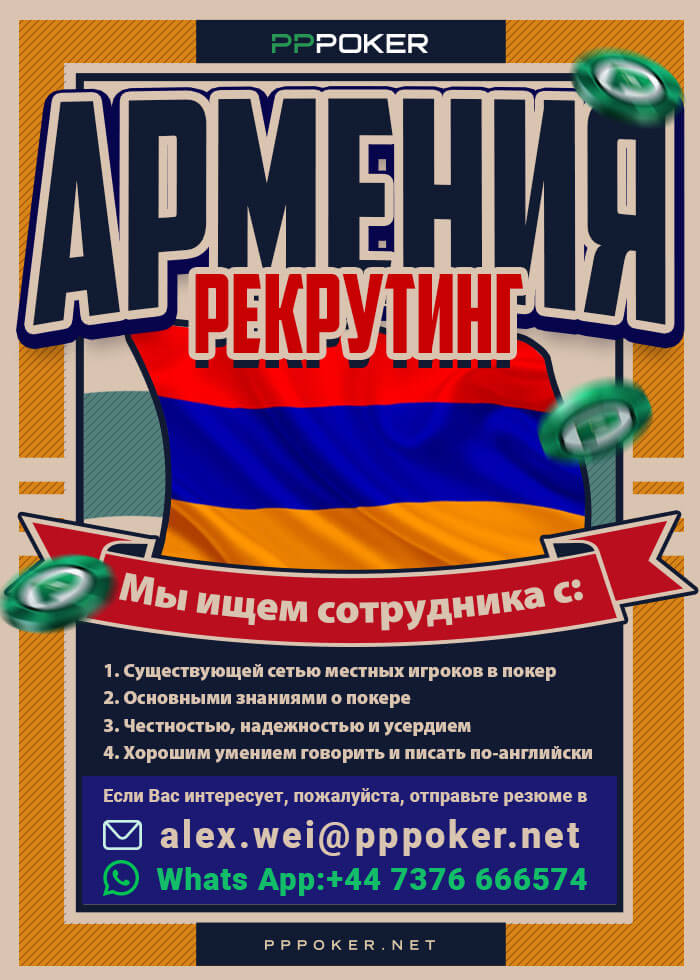 PPPOKER
АРМЕНИЯ
РЕКРУТИНГ
Мы ищем сотрудника с:
1. Существующей сетью местных игроков в покер
2. Основными знаниями о покере
3. Честностью, надежностью и усердием
4. Хорошим умением говорить и писать по-английски
Если Вас интересует, пожалуйста, отправьте резюме в
alex.wei@pppoker.net
Whats App:+44 7376 666574
PPPOKER.NET